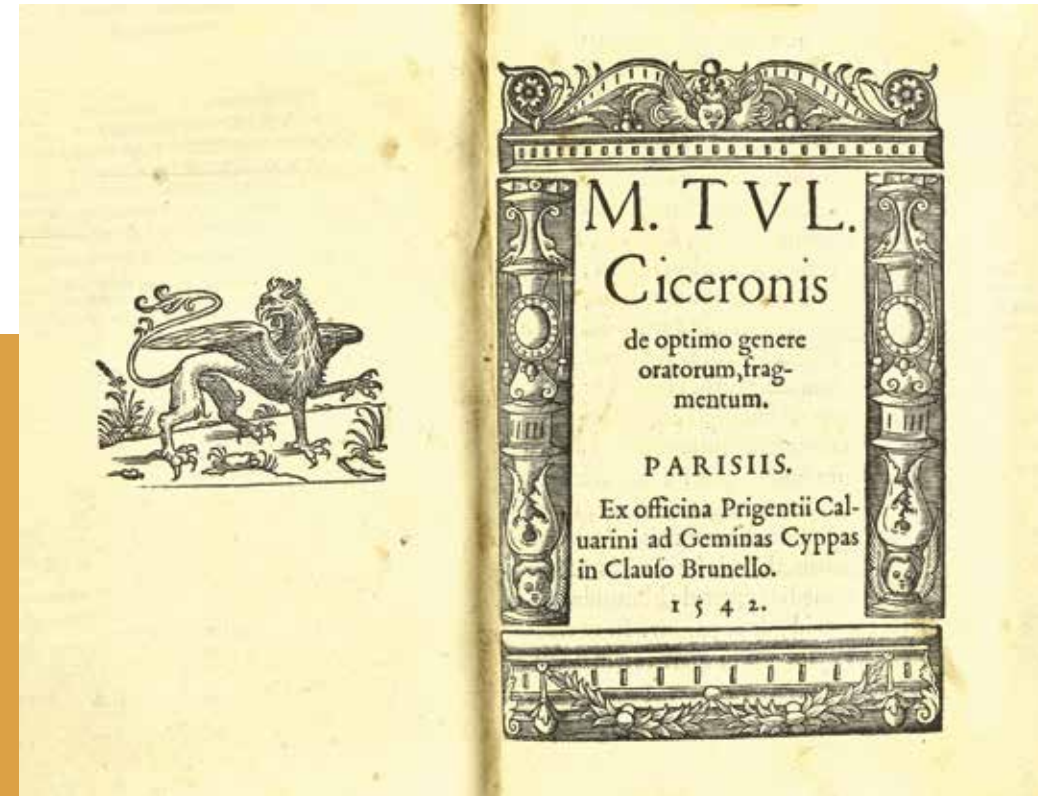 M. TVL.
Ciceronis
de optimo genere
oratorum, frag-
mentum.
PARISIIS.
Ex officina Prigentii Cal-
uarini ad Geminas Cyppas
in Clauſo Brunello.
1542.